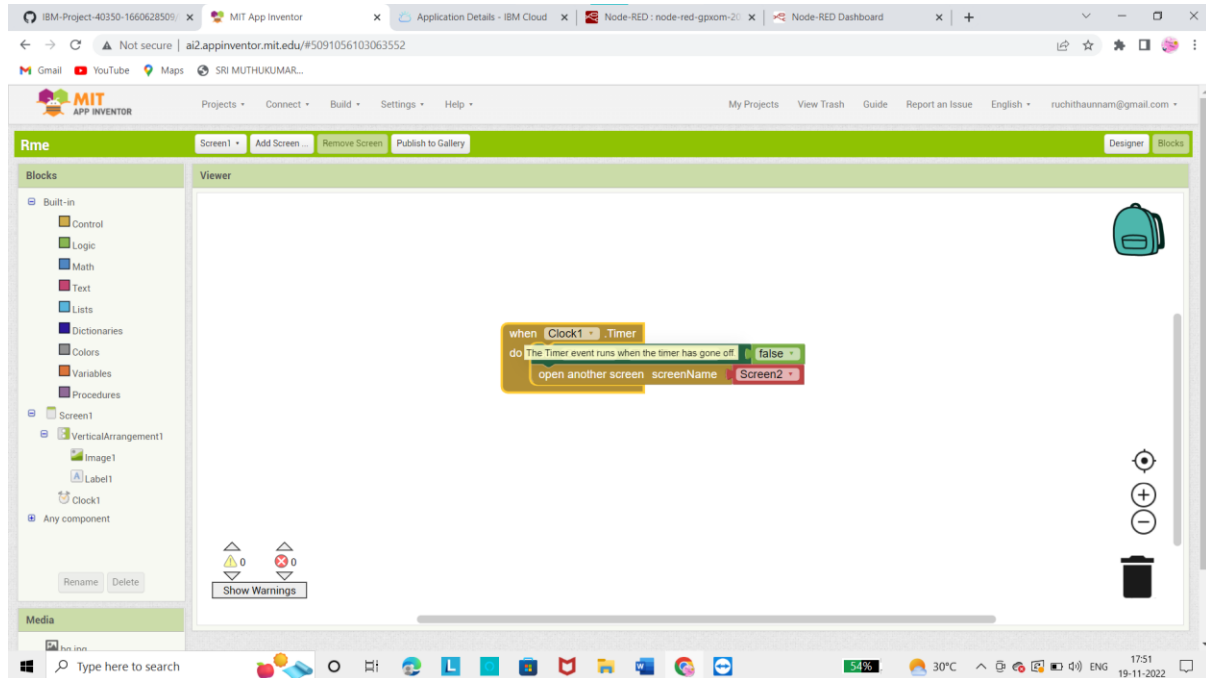 IBM-Project-40350-1660628509/
MIT App Inventor
Application Details - IBM Cloud
Node-RED : node-red-gpxom-20
Node-RED Dashboard
Not secure | ai2.appinventor.mit.edu/#5091056103063552
Gmail YouTube Maps SRI MUTHUKUMAR...
MIT
APP INVENTOR
Projects Connect Build Settings Help My Projects View Trash Guide Report an Issue English ruchithaunnam@gmail.com
Rme Screen1 Add Screen ... Remove Screen Publish to Gallery Designer Blocks
Blocks Viewer
Built-in
Control
Logic
Math
Text
Lists
Dictionaries
Colors
Variables
Procedures
Screen1
VerticalArrangement1
Image1
Label1
Clock1
Any component
Rename Delete
Media
bg.jpg
when Clock1 .Timer
do The Timer event runs when the timer has gone off. false
open another screen screenName Screen2
0 0
Show Warnings
Type here to search L W 54% 30°C ENG 17:51
19-11-2022